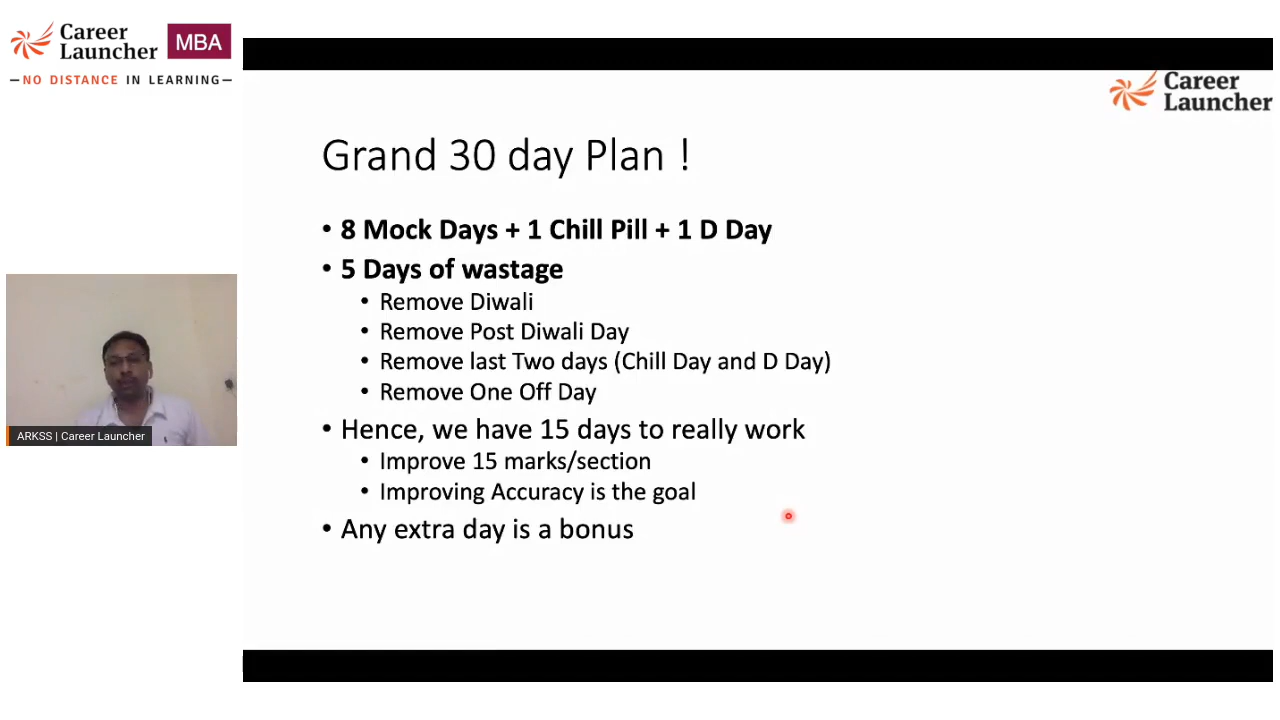 Career
Launcher
MBA
NO DISTANCE IN LEARNING
Career
Launcher
Grand 30 day Plan !
• 8 Mock Days + 1 Chill Pill + 1 D Day
• 5 Days of wastage
• Remove Diwali
• Remove Post Diwali Day
• Remove last Two days (Chill Day and D Day)
• Remove One Off Day
• Hence, we have 15 days to really work
• Improve 15 marks/section
• Improving Accuracy is the goal
• Any extra day is a bonus
ARKSS | Career Launcher